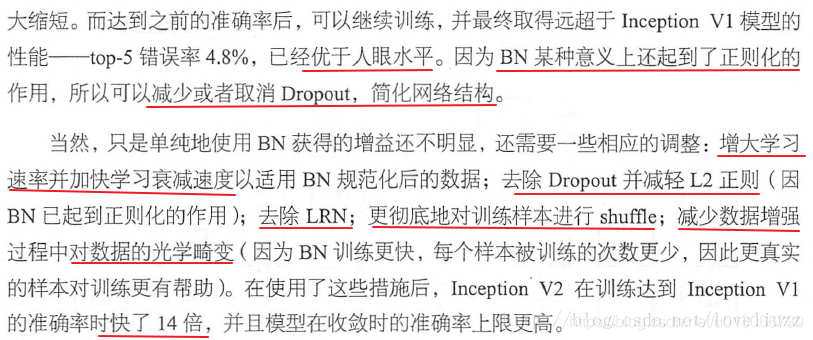 大缩短。而达到之前的准确率后，可以继续训练，并最终取得远超于 Inception V1 模型的
性能——top-5 错误率 4.8%，已经优于人眼水平。因为 BN 某种意义上还起到了正则化的
作用，所以可以减少或者取消 Dropout，简化网络结构。
当然，只是单纯地使用 BN 获得的增益还不明显，还需要一些相应的调整：增大学习
速率并加快学习衰减速度以适用 BN 规范化后的数据；去除 Dropout 并减轻 L2 正则（因
BN 已起到正则化的作用）；去除 LRN；更彻底地对训练样本进行 shuffle；减少数据增强
过程中对数据的光学畸变（因为 BN 训练更快，每个样本被训练的次数更少，因此更真实
的样本对训练更有帮助）。在使用了这些措施后，Inception V2 在训练达到 Inception V1
的准确率时快了 14 倍，并且模型在收敛时的准确率上限更高。